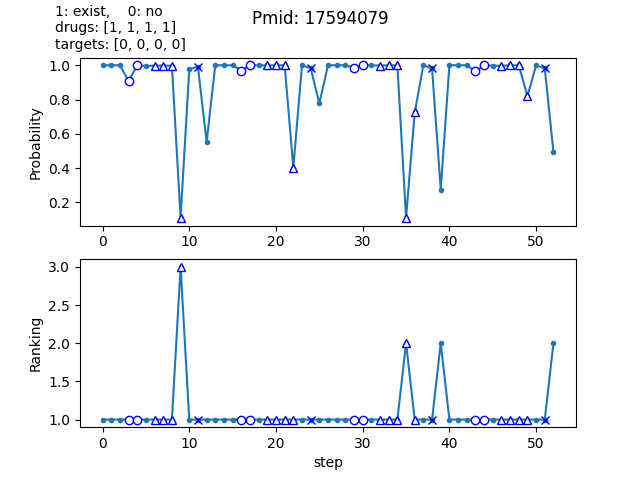 1: exist,    0: no
drugs: [1, 1, 1, 1]
targets: [0, 0, 0, 0]
Pmid: 17594079
Probability
1.0
0.8
0.6
0.4
0.2
0 10 20 30 40 50
Ranking
3.0
2.5
2.0
1.5
1.0
0 10 20 30 40 50
step